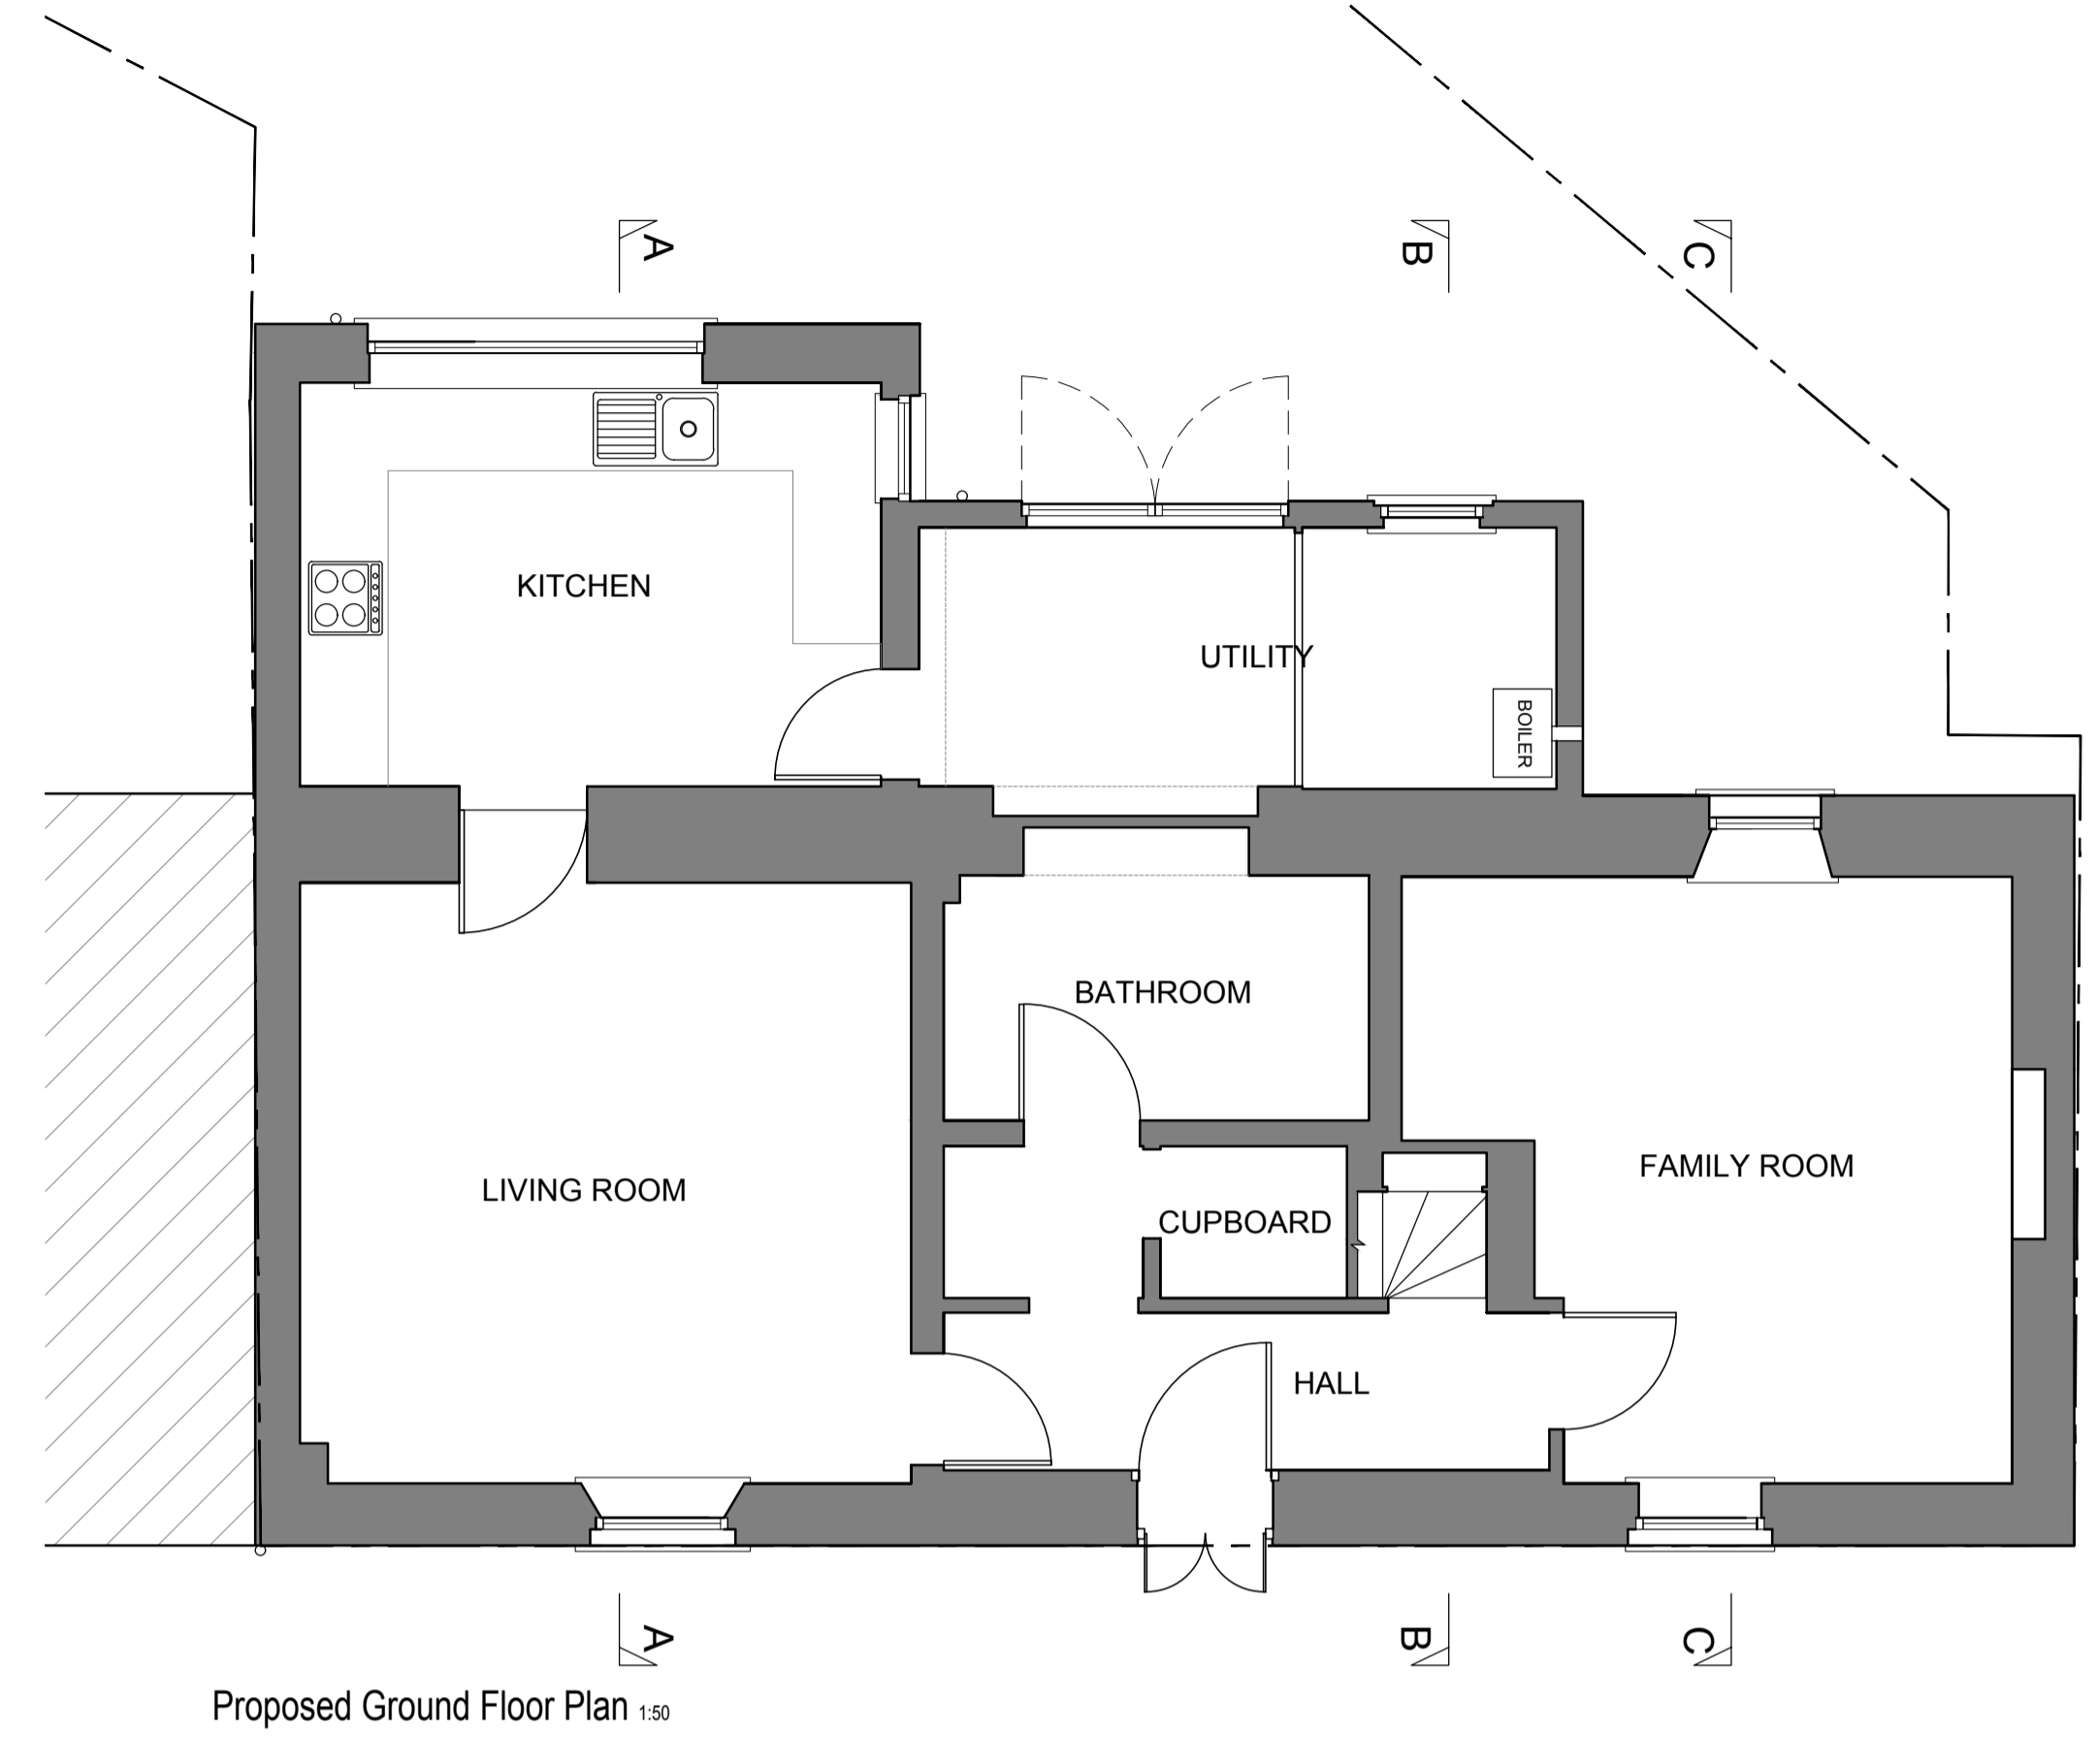 A
B
C
KITCHEN
UTILITY
BOILER
BATHROOM
FAMILY ROOM
LIVING ROOM
CUPBOARD
HALL
A
B
C
Proposed Ground Floor Plan 1:50